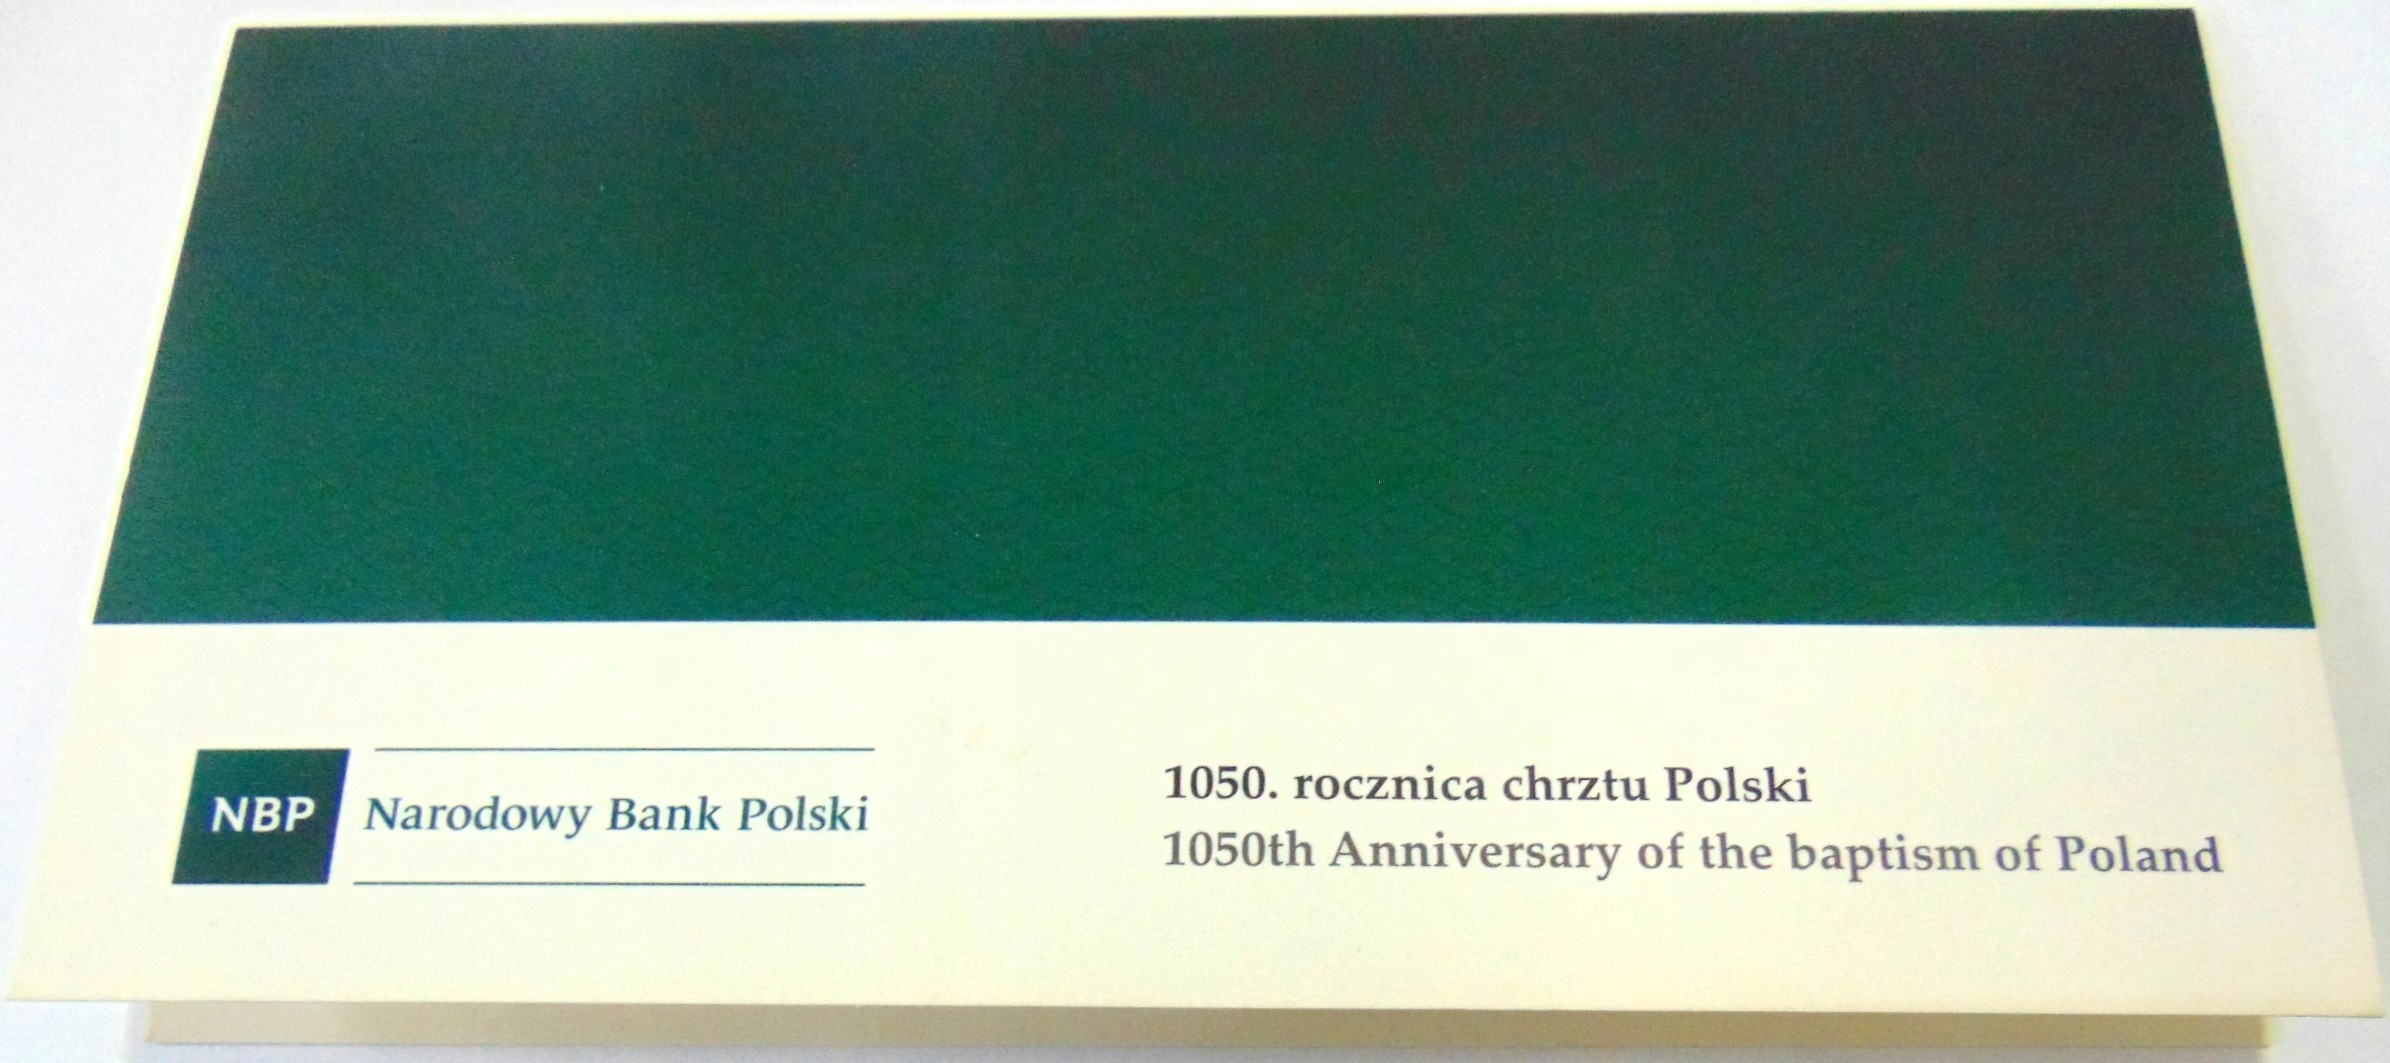 NBP Narodowy Bank Polski
1050. rocznica chrztu Polski
1050th Anniversary of the baptism of Poland